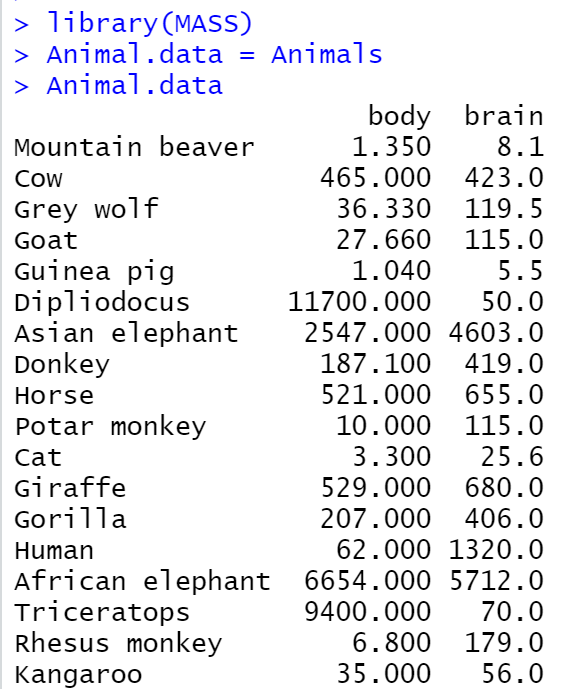 > library(MASS)
> Animal.data = Animals
> Animal.data
body brain
Mountain beaver 1.350 8.1
Cow 465.000 423.0
Grey wolf 36.330 119.5
Goat 27.660 115.0
Guinea pig 1.040 5.5
Dipliodocus 11700.000 50.0
Asian elephant 2547.000 4603.0
Donkey 187.100 419.0
Horse 521.000 655.0
Potar monkey 10.000 115.0
Cat 3.300 25.6
Giraffe 529.000 680.0
Gorilla 207.000 406.0
Human 62.000 1320.0
African elephant 6654.000 5712.0
Triceratops 9400.000 70.0
Rhesus monkey 6.800 179.0
Kangaroo 35.000 56.0